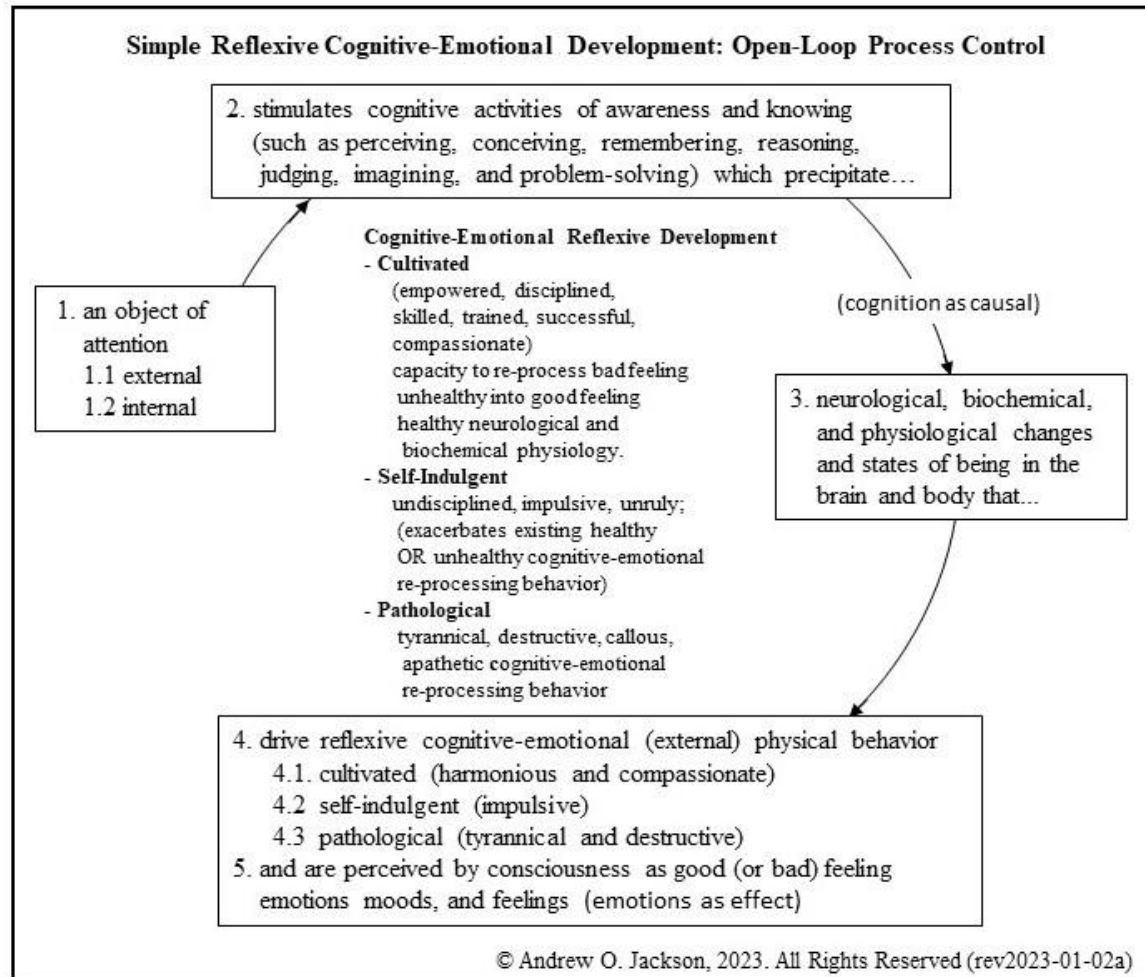 Simple Reflexive Cognitive-Emotional Development: Open-Loop Process Control
2. stimulates cognitive activities of awareness and knowing
(such as perceiving, conceiving, remembering, reasoning,
judging, imagining, and problem-solving) which precipitate…
1. an object of
attention
1.1 external
1.2 internal
Cognitive-Emotional Reflexive Development
- Cultivated
(empowered, disciplined,
skilled, trained, successful,
compassionate)
capacity to re-process bad feeling
unhealthy into good feeling
healthy neurological and
biochemical physiology.
- Self-Indulgent
undisciplined, impulsive, unruly;
(exacerbates existing healthy
OR unhealthy cognitive-emotional
re-processing behavior)
- Pathological
tyrannical, destructive, callous,
apathetic cognitive-emotional
re-processing behavior
(cognition as causal)
3. neurological, biochemical,
and physiological changes
and states of being in the
brain and body that...
4. drive reflexive cognitive-emotional (external) physical behavior
4.1. cultivated (harmonious and compassionate)
4.2 self-indulgent (impulsive)
4.3 pathological (tyrannical and destructive)
5. and are perceived by consciousness as good (or bad) feeling
emotions moods, and feelings (emotions as effect)
© Andrew O. Jackson, 2023. All Rights Reserved (rev2023-01-02a)